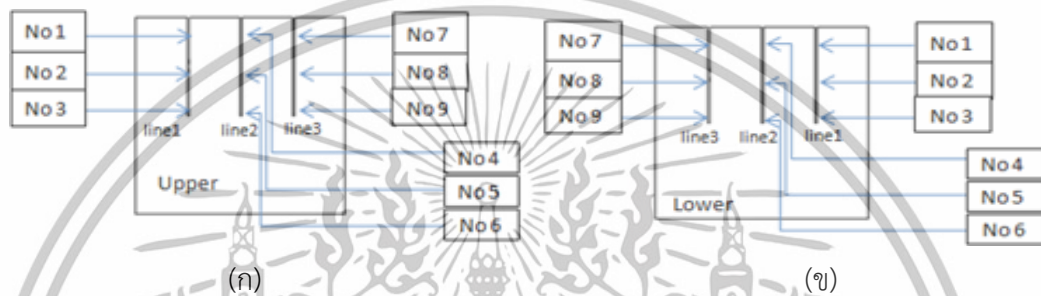 No1
No2
No3
line1
line2
line3
Upper
No7
No8
No9
No4
No5
No6
(ก)
No7
No8
No9
line3
line2
line1
Lower
No1
No2
No3
No4
No5
No6
(ข)